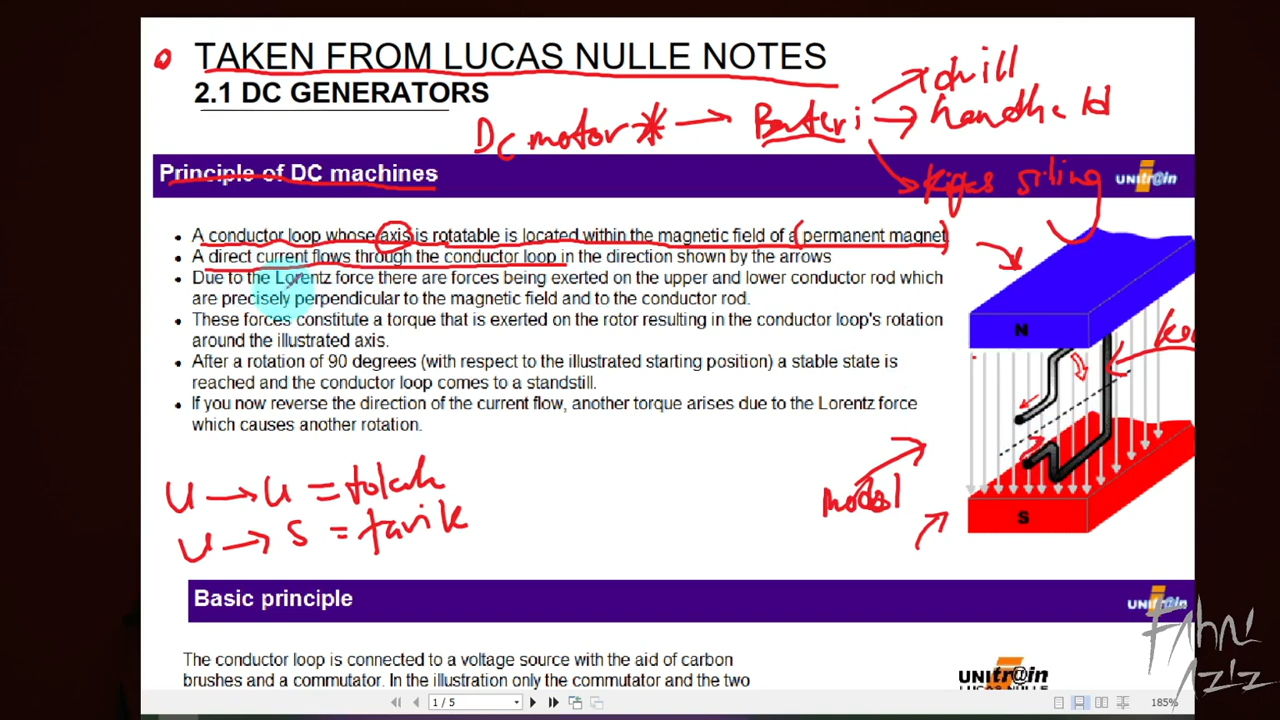 TAKEN FROM LUCAS NULLE NOTES
2.1 DC GENERATORS
DC motor → Bateri → drill
→ handheld
→ kipas siling
Principle of DC machines
UNItr@in
• A conductor loop whose axis is rotatable is located within the magnetic field of a (permanent magnet)
• A direct current flows through the conductor loop in the direction shown by the arrows
• Due to the Lorentz force there are forces being exerted on the upper and lower conductor rod which
are precisely perpendicular to the magnetic field and to the conductor rod.
• These forces constitute a torque that is exerted on the rotor resulting in the conductor loop's rotation
around the illustrated axis.
• After a rotation of 90 degrees (with respect to the illustrated starting position) a stable state is
reached and the conductor loop comes to a standstill.
• If you now reverse the direction of the current flow, another torque arises due to the Lorentz force
which causes another rotation.
N
S
U → U = tolak
U → S = tarik
Basic principle
UNItr@in
The conductor loop is connected to a voltage source with the aid of carbon
brushes and a commutator. In the illustration only the commutator and the two
UNItr@in
LUCAS NULLE
FAHNI
AZIZ
1 / 5
185%